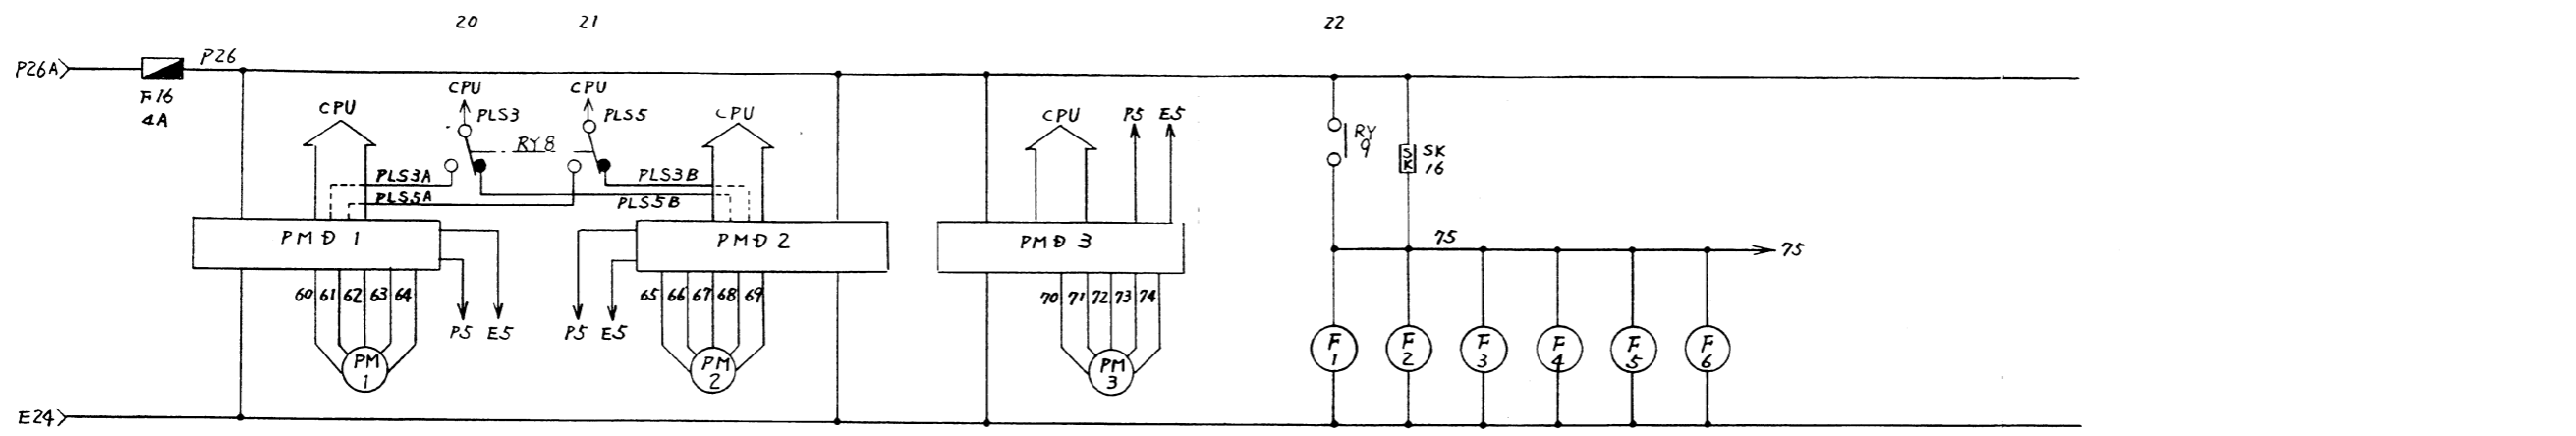 20 21 22
P26A P26
F16
4A
CPU CPU PLS3 CPU PLS5 CPU CPU P5 E5
RY8
RY
9
SK
SK
16
PLS3A PLS3B
PLS5A PLS5B
PMD 1 PMD 2 PMD 3
75 75
60 61 62 63 64 65 66 67 68 69 70 71 72 73 74
P5 E5 P5 E5
PM
1
PM
2
PM
3
F
1
F
2
F
3
F
4
F
5
F
6
E24